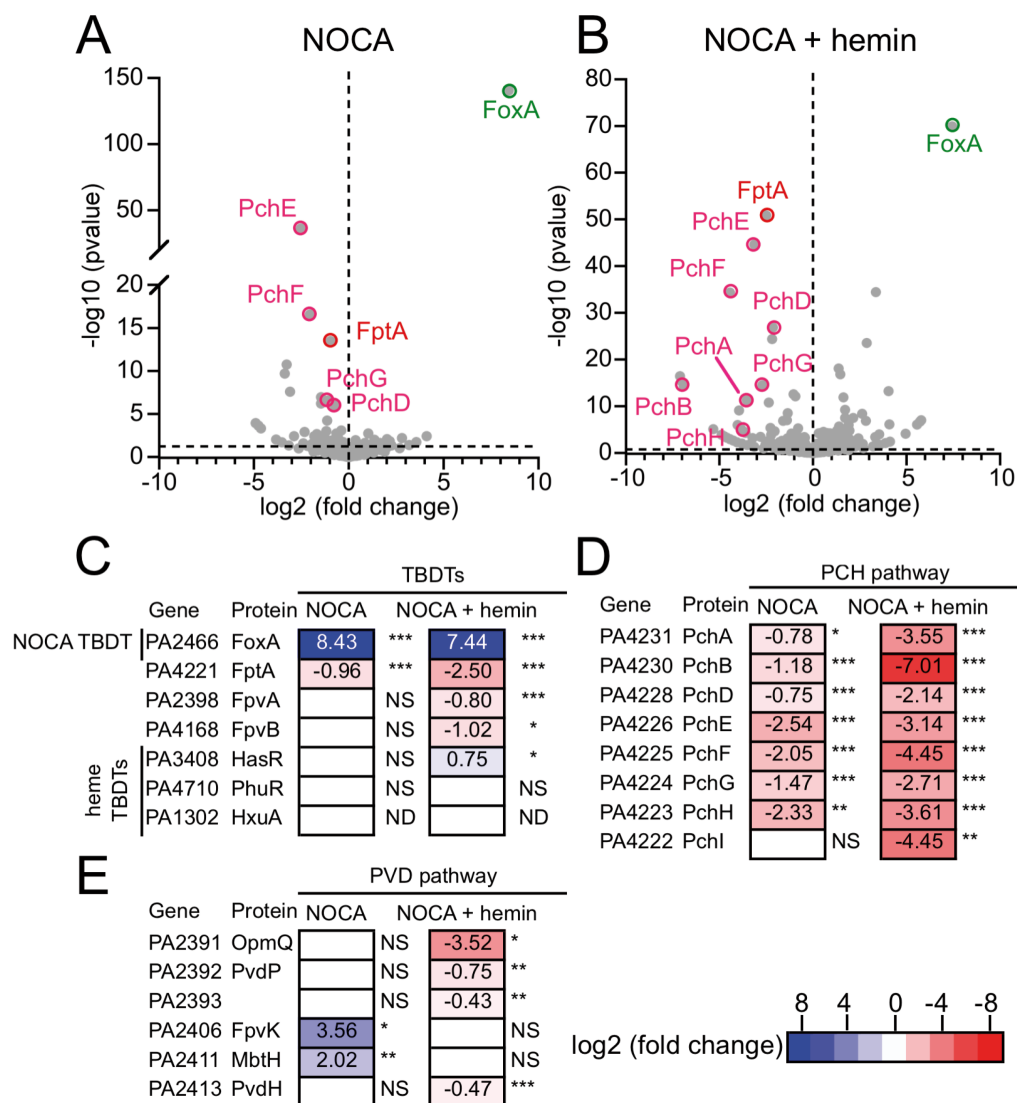 A
NOCA
-log10 (pvalue)
150
100
50
20
15
10
5
0
FoxA
PchE
PchF
FptA
PchG
PchD
-10 -5 0 5 10
log2 (fold change)
B
NOCA + hemin
-log10 (pvalue)
80
70
60
50
40
30
20
10
0
FoxA
FptA
PchE
PchF
PchD
PchA
PchG
PchB
PchH
-10 -5 0 5 10
log2 (fold change)
C
TBDTs
Gene Protein NOCA NOCA + hemin
NOCA TBDT PA2466 FoxA 8.43 *** 7.44 ***
PA4221 FptA -0.96 *** -2.50 ***
PA2398 FpvA NS -0.80 ***
PA4168 FpvB NS -1.02 *
heme TBDTs
PA3408 HasR NS 0.75 *
PA4710 PhuR NS NS
PA1302 HxuA ND ND
D
PCH pathway
Gene Protein NOCA NOCA + hemin
PA4231 PchA -0.78 * -3.55 ***
PA4230 PchB -1.18 *** -7.01 ***
PA4228 PchD -0.75 *** -2.14 ***
PA4226 PchE -2.54 *** -3.14 ***
PA4225 PchF -2.05 *** -4.45 ***
PA4224 PchG -1.47 *** -2.71 ***
PA4223 PchH -2.33 ** -3.61 ***
PA4222 PchI NS -4.45 **
E
PVD pathway
Gene Protein NOCA NOCA + hemin
PA2391 OpmQ NS -3.52 *
PA2392 PvdP NS -0.75 **
PA2393 NS -0.43 **
PA2406 FpvK 3.56 * NS
PA2411 MbtH 2.02 ** NS
PA2413 PvdH NS -0.47 ***
8 4 0 -4 -8
log2 (fold change)